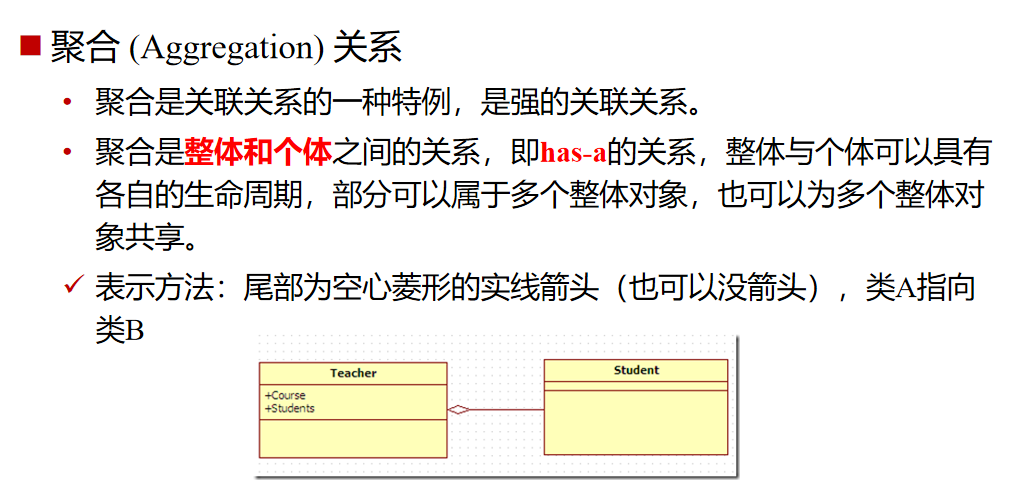 聚合 (Aggregation) 关系
• 聚合是关联关系的一种特例，是强的关联关系。
• 聚合是整体和个体之间的关系，即has-a的关系，整体与个体可以具有
各自的生命周期，部分可以属于多个整体对象，也可以为多个整体对
象共享。
✓ 表示方法：尾部为空心菱形的实线箭头（也可以没箭头），类A指向
类B
Teacher
+Course
+Students
Student